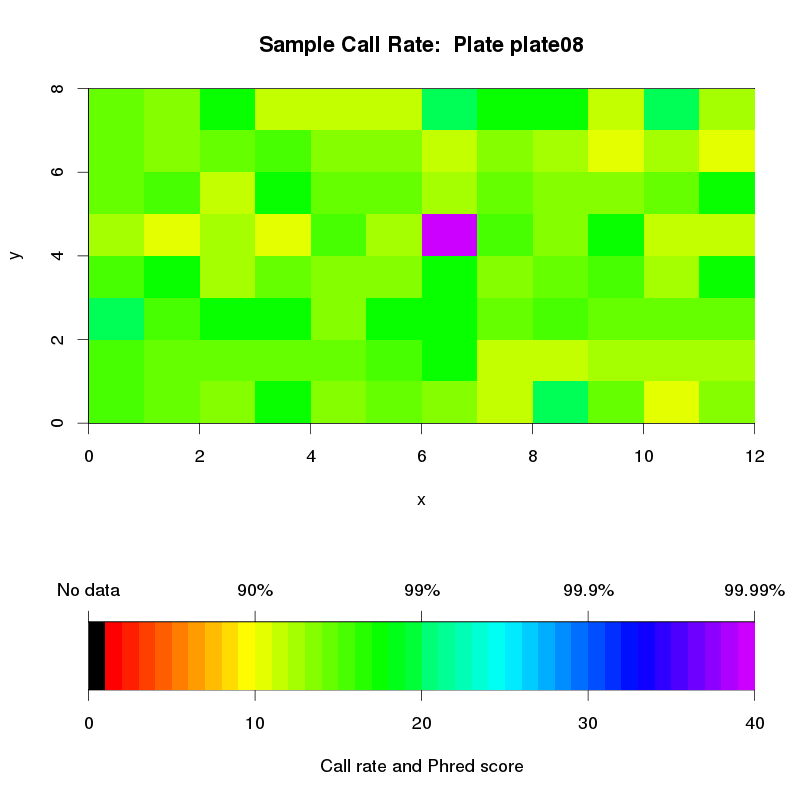 Sample Call Rate:  Plate plate08
8
6
4
2
0
y
0 2 4 6 8 10 12
x
No data 90% 99% 99.9% 99.99%
0 10 20 30 40
Call rate and Phred score